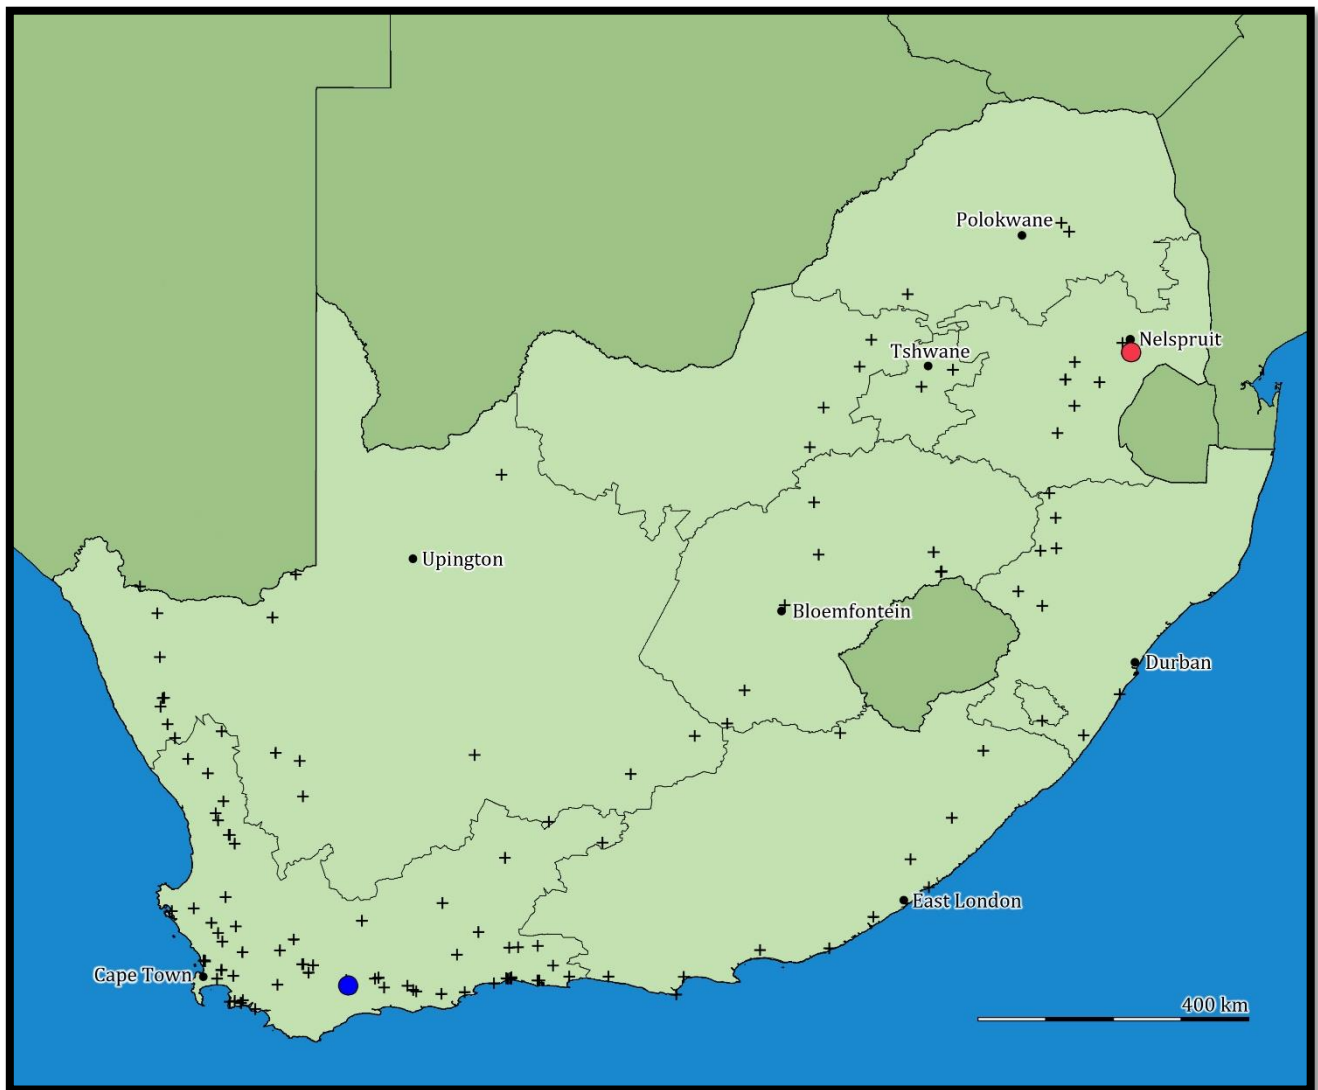 Polokwane
Nelspruit
Tshwane
Upington
Bloemfontein
Durban
East London
Cape Town
400 km